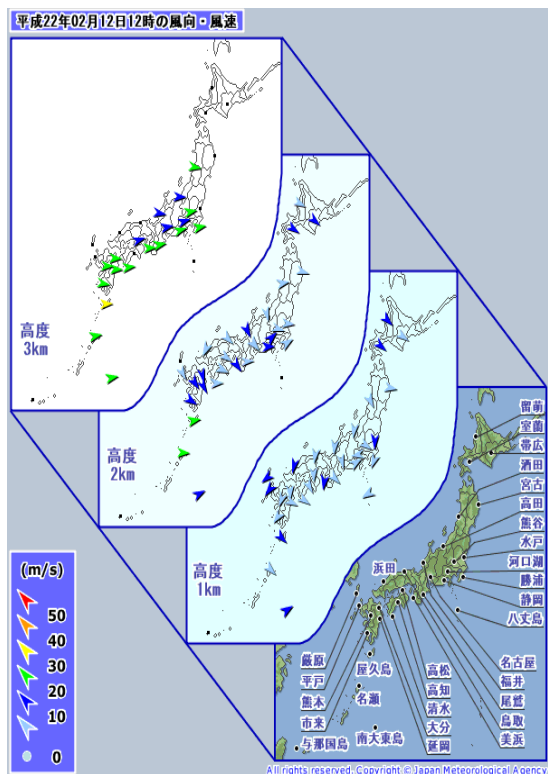 平成22年02月12日12時の風向・風速
高度
3km
高度
2km
高度
1km
(m/s)
50
40
30
20
10
0
留萌
室蘭
帯広
酒田
宮古
高田
熊谷
水戸
河口湖
勝浦
静岡
八丈島
浜田
厳原
平戸
熊本
市来
与那国島
屋久島
名瀬
南大東島
高松
高知
清水
大分
延岡
名古屋
福井
尾鷲
鳥取
美浜
All rights reserved. Copyright © Japan Meteorological Agency